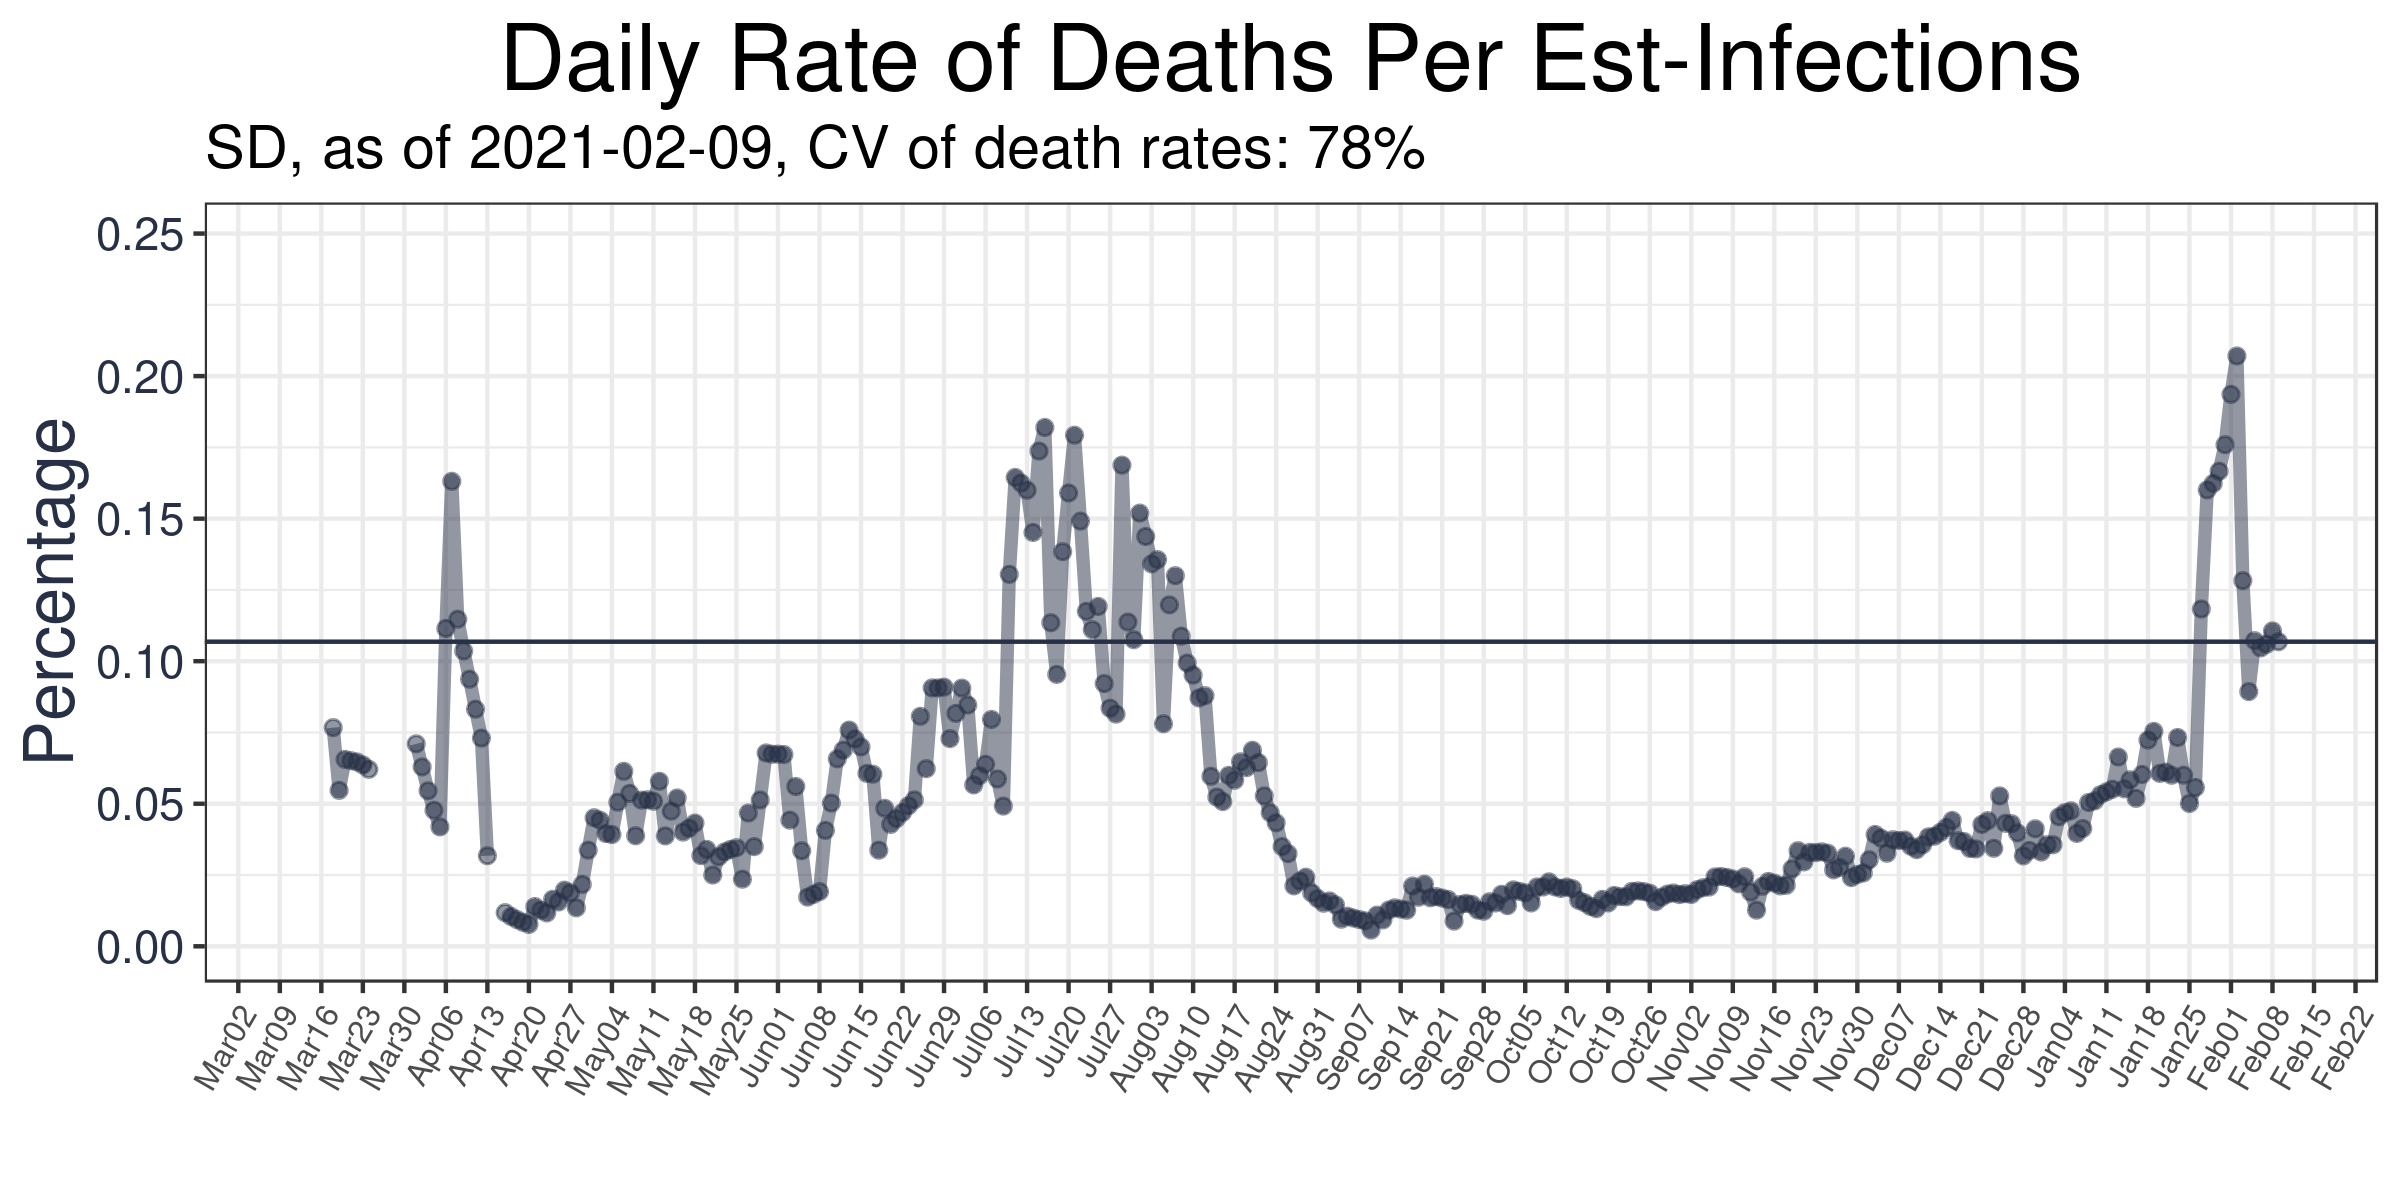 Daily Rate of Deaths Per Est-Infections
SD, as of 2021-02-09, CV of death rates: 78%
Percentage
0.25
0.20
0.15
0.10
0.05
0.00
Mar02
Mar09
Mar16
Mar23
Mar30
Apr06
Apr13
Apr20
Apr27
May04
May11
May18
May25
Jun01
Jun08
Jun15
Jun22
Jun29
Jul06
Jul13
Jul20
Jul27
Aug03
Aug10
Aug17
Aug24
Aug31
Sep07
Sep14
Sep21
Sep28
Oct05
Oct12
Oct19
Oct26
Nov02
Nov09
Nov16
Nov23
Nov30
Dec07
Dec14
Dec21
Dec28
Jan04
Jan11
Jan18
Jan25
Feb01
Feb08
Feb15
Feb22